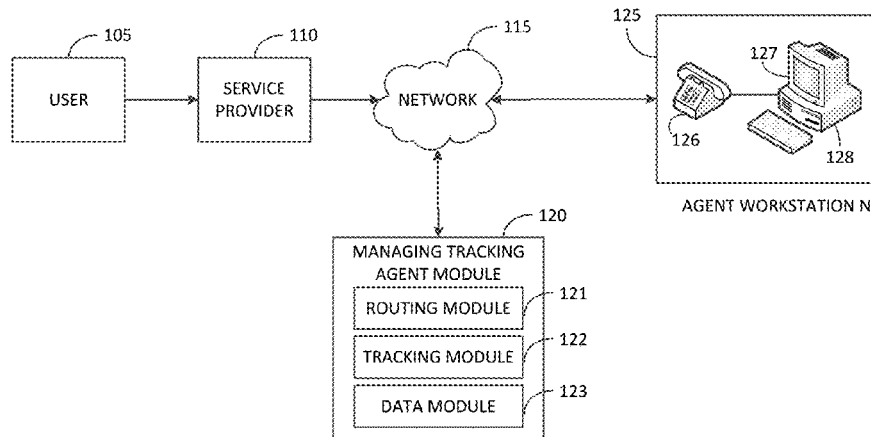 105
110
115
125
USER
SERVICE
PROVIDER
NETWORK
127
126
128
AGENT WORKSTATION N
120
MANAGING TRACKING
AGENT MODULE
ROUTING MODULE
121
TRACKING MODULE
122
DATA MODULE
123